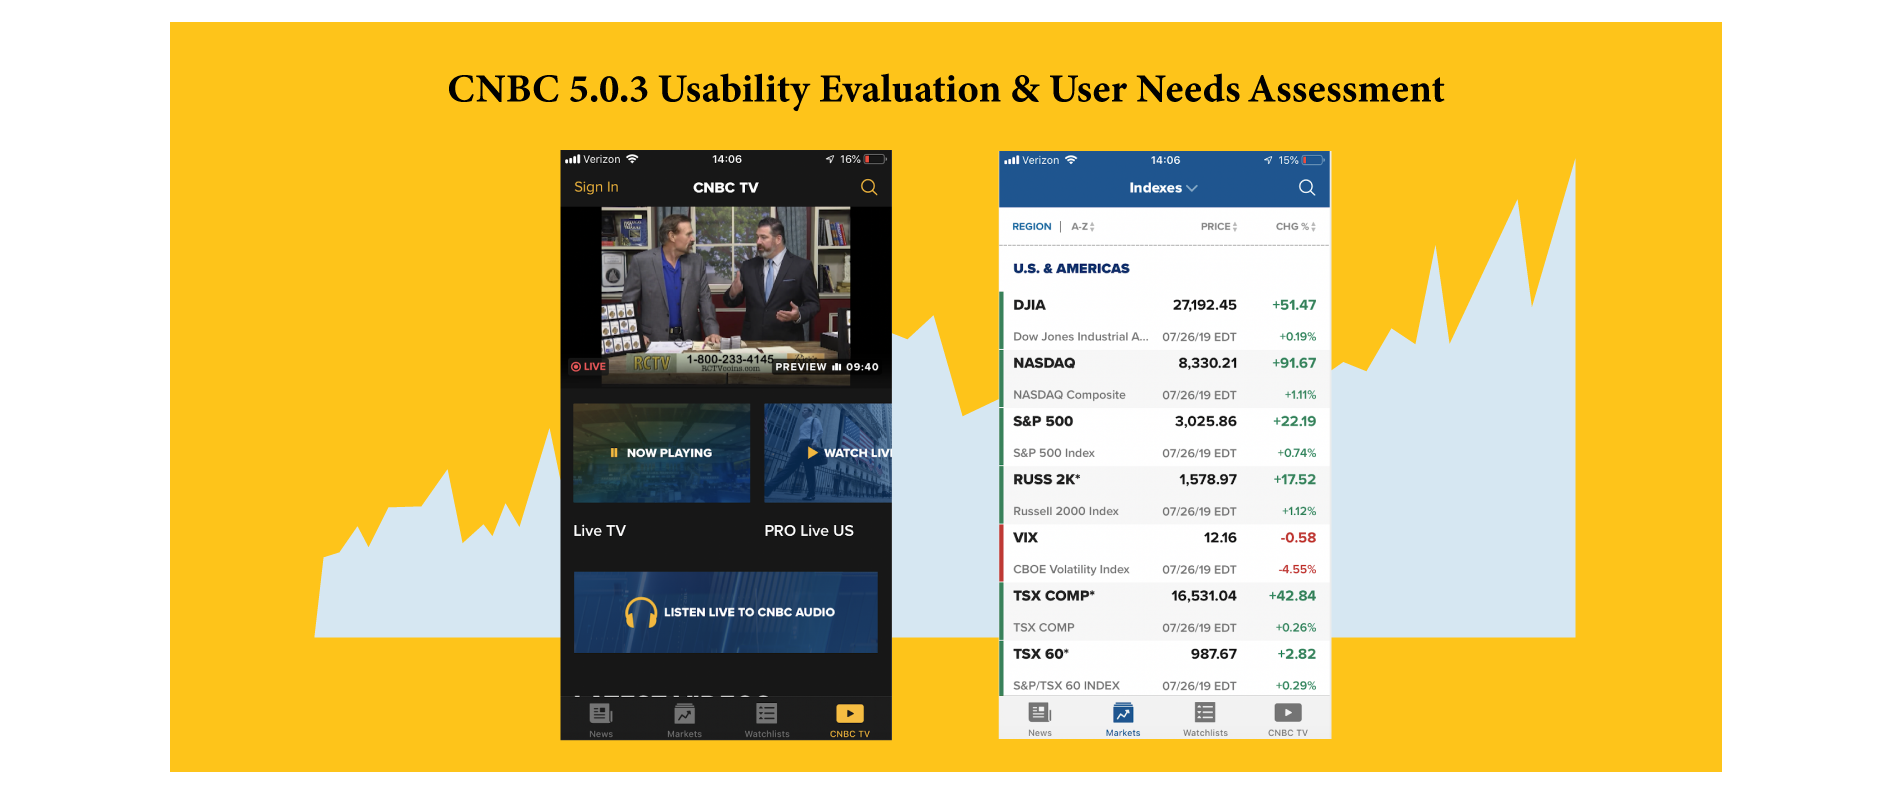 CNBC 5.0.3 Usability Evaluation & User Needs Assessment
Verizon 14:06 16%
Sign In CNBC TV
LIVE RCTV 1-800-233-4145
RCTVcoins.com PREVIEW 09:40
NOW PLAYING WATCH LIV
Live TV PRO Live US
LISTEN LIVE TO CNBC AUDIO
LATEST VIDEOS
News Markets Watchlists CNBC TV
Verizon 14:06 15%
Indexes
REGION | A-Z PRICE CHG %
U.S. & AMERICAS
DJIA 27,192.45 +51.47
Dow Jones Industrial A... 07/26/19 EDT +0.19%
NASDAQ 8,330.21 +91.67
NASDAQ Composite 07/26/19 EDT +1.11%
S&P 500 3,025.86 +22.19
S&P 500 Index 07/26/19 EDT +0.74%
RUSS 2K* 1,578.97 +17.52
Russell 2000 Index 07/26/19 EDT +1.12%
VIX 12.16 -0.58
CBOE Volatility Index 07/26/19 EDT -4.55%
TSX COMP* 16,531.04 +42.84
TSX COMP 07/26/19 EDT +0.26%
TSX 60* 987.67 +2.82
S&P/TSX 60 INDEX 07/26/19 EDT +0.29%
News Markets Watchlists CNBC TV